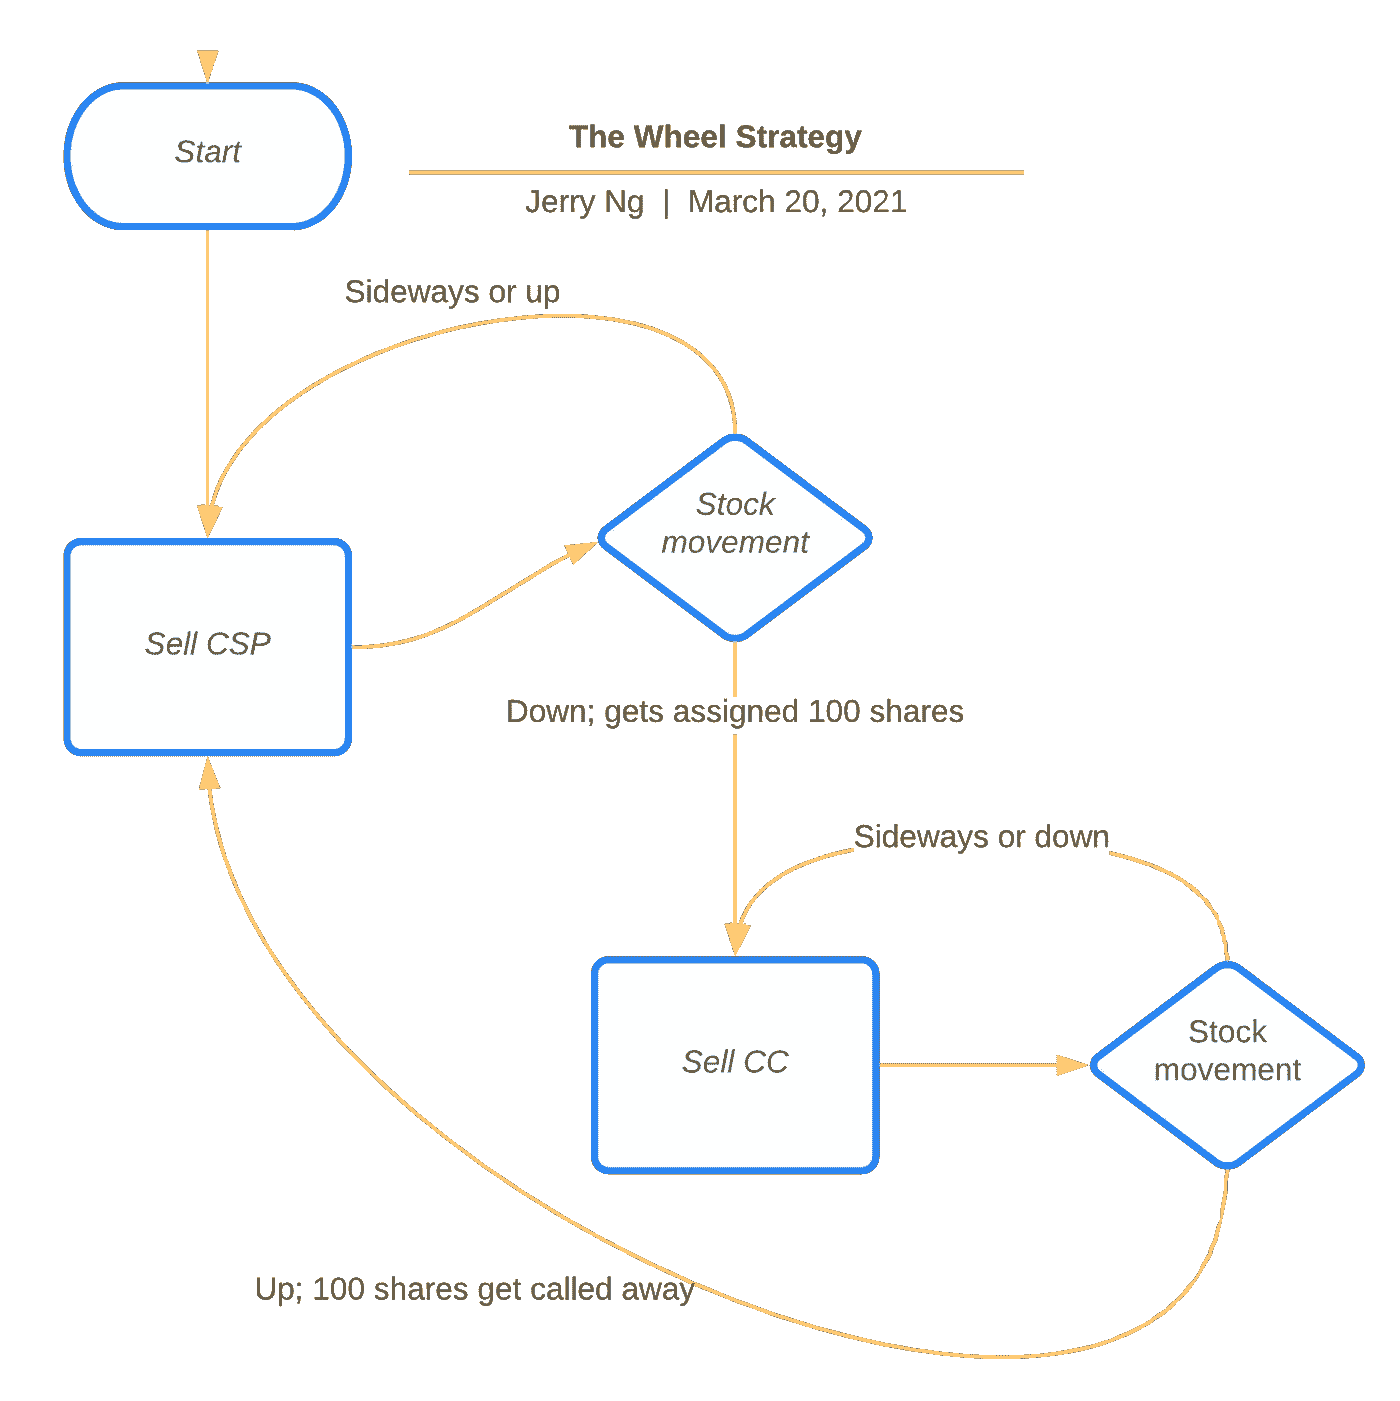 Start
The Wheel Strategy
Jerry Ng | March 20, 2021
Sideways or up
Stock
movement
Sell CSP
Down; gets assigned 100 shares
Sideways or down
Stock
movement
Sell CC
Up; 100 shares get called away